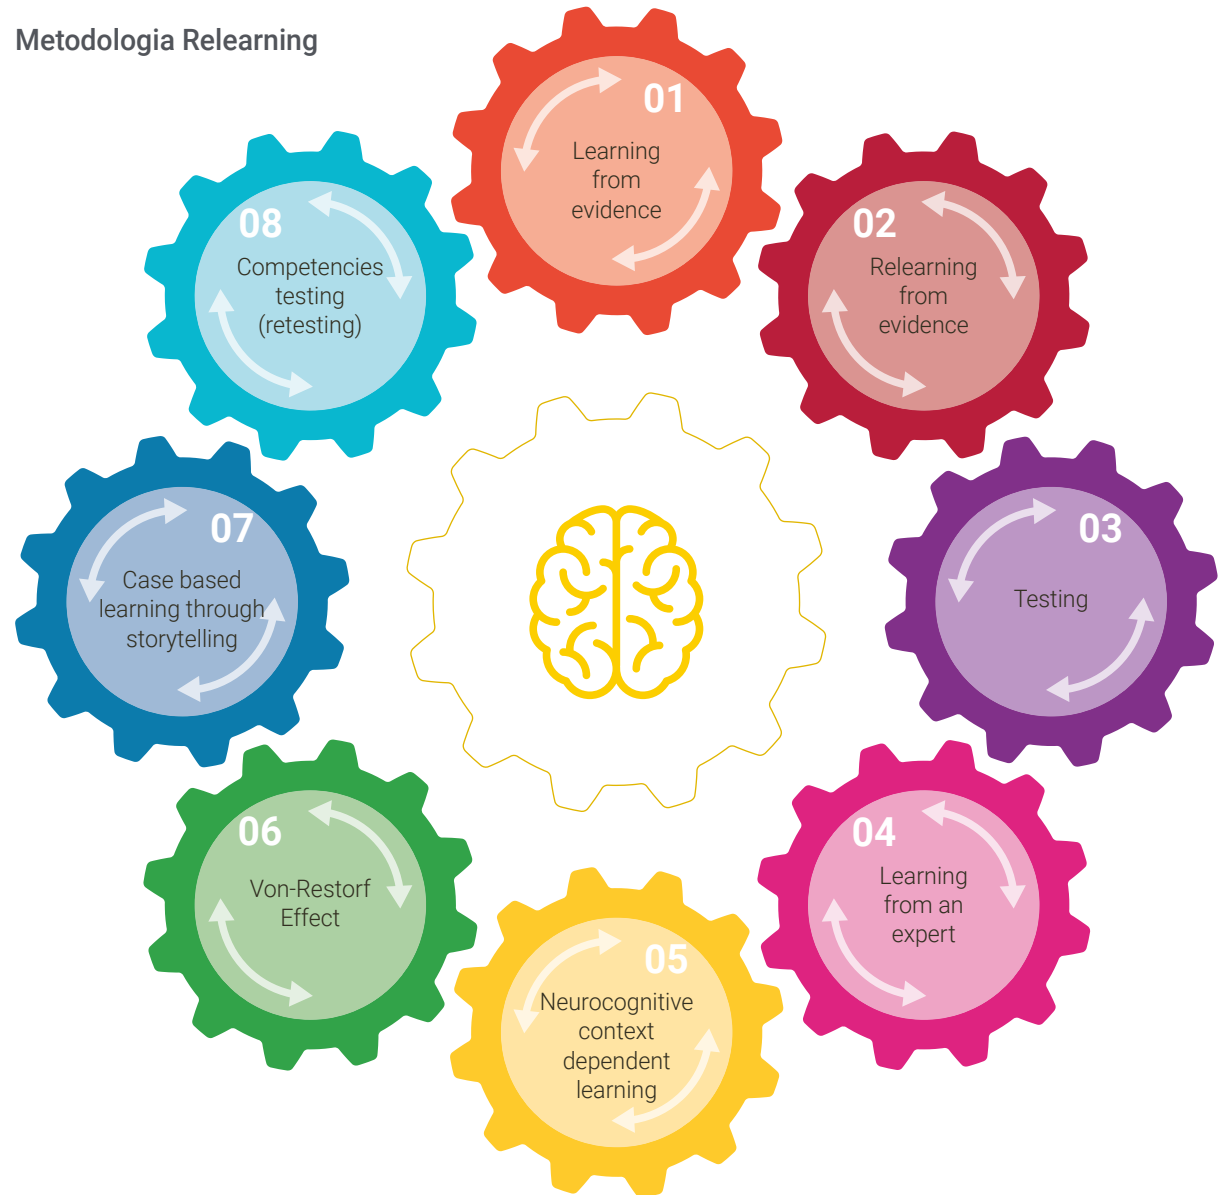 Metodologia Relearning
01
Learning
from
evidence
02
Relearning
from
evidence
03
Testing
04
Learning
from an
expert
05
Neurocognitive
context
dependent
learning
06
Von-Restorf
Effect
07
Case based
learning through
storytelling
08
Competencies
testing
(retesting)